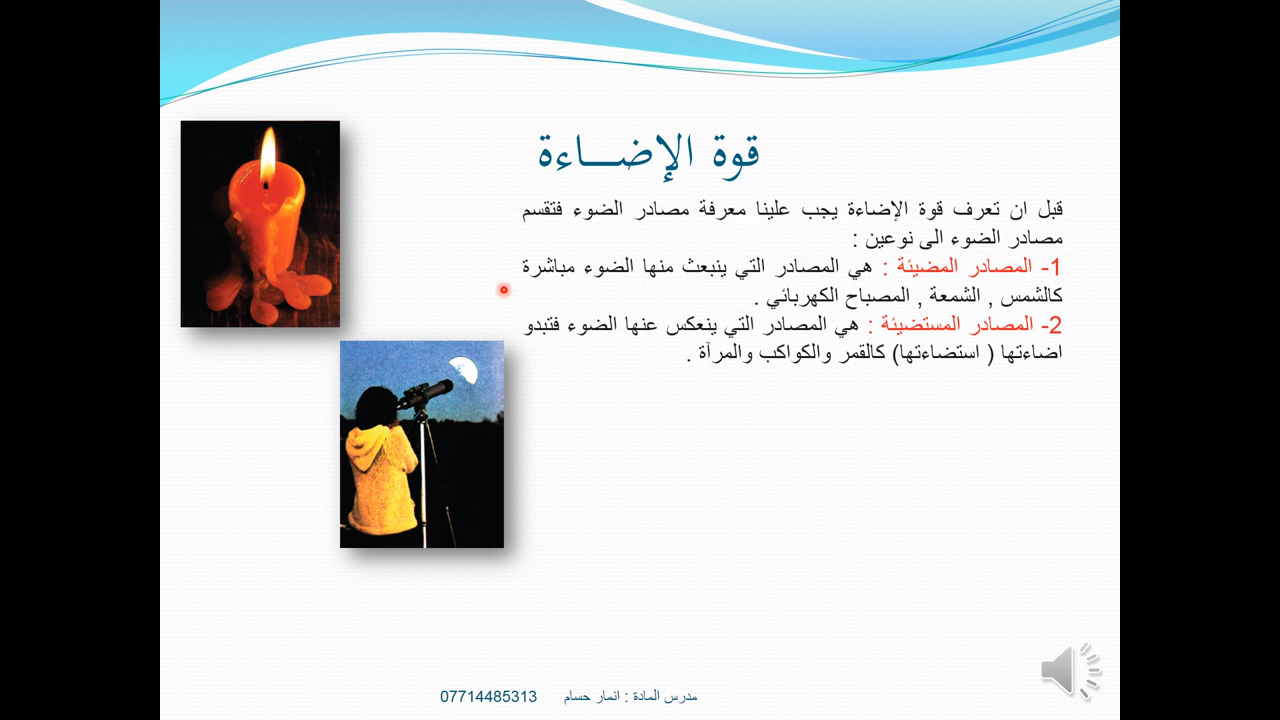 قوة الإضـــاءة
قبل ان تعرف قوة الإضاءة يجب علينا معرفة مصادر الضوء فتقسم
مصادر الضوء الى نوعين :
1- المصادر المضيئة : هي المصادر التي ينبعث منها الضوء مباشرة
كالشمس , الشمعة , المصباح الكهربائي .
2- المصادر المستضيئة : هي المصادر التي ينعكس عنها الضوء فتبدو
اضاءتها ( استضاءتها) كالقمر والكواكب والمرآة .
مدرس المادة : انمار حسام 07714485313